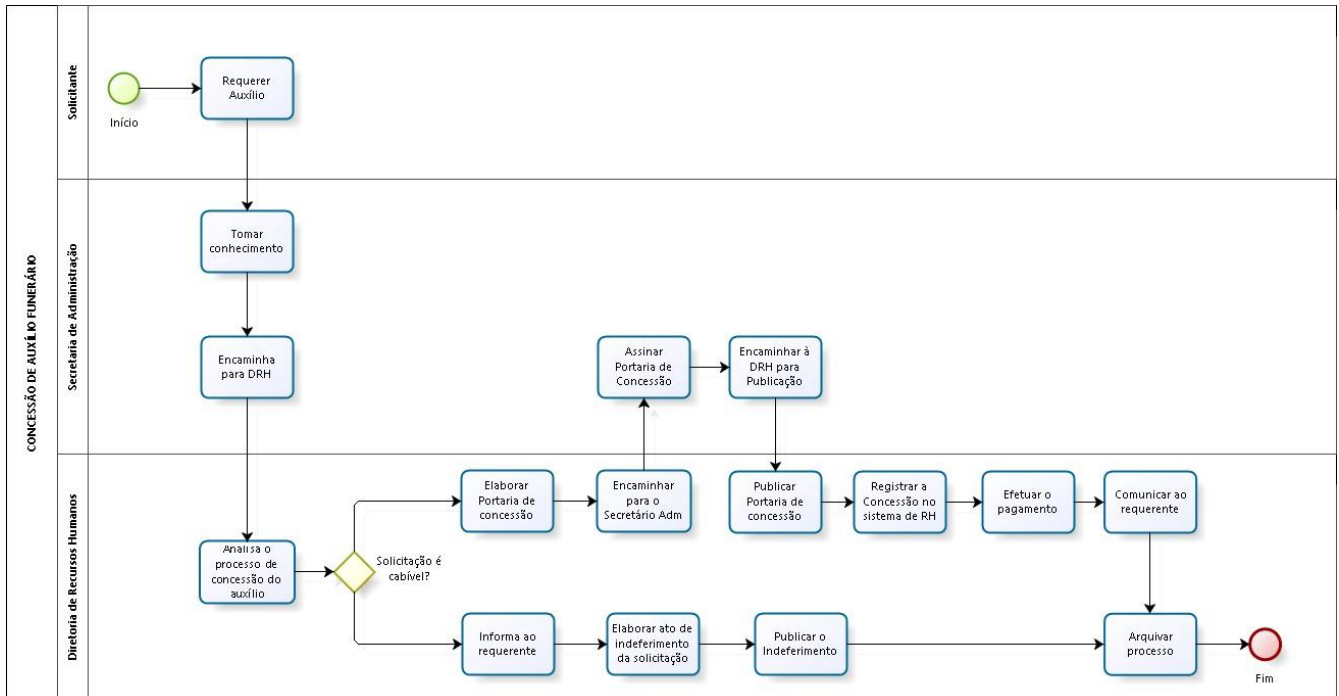 CONCESSÃO DE AUXÍLIO FUNERÁRIO
Solicitante
Início
Requerer
Auxílio
Secretaria de Administração
Tomar
conhecimento
Encaminha
para DRH
Assinar
Portaria de
Concessão
Encaminhar à
DRH para
Publicação
Diretoria de Recursos Humanos
Analisa o
processo de
concessão do
auxílio
Solicitação é
cabível?
Elaborar
Portaria de
concessão
Encaminhar
para o
Secretário Adm
Publicar
Portaria de
concessão
Registrar a
Concessão no
sistema de RH
Efetuar o
pagamento
Comunicar ao
requerente
Informa ao
requerente
Elaborar ato de
indeferimento
da solicitação
Publicar o
Indeferimento
Arquivar
processo
Fim